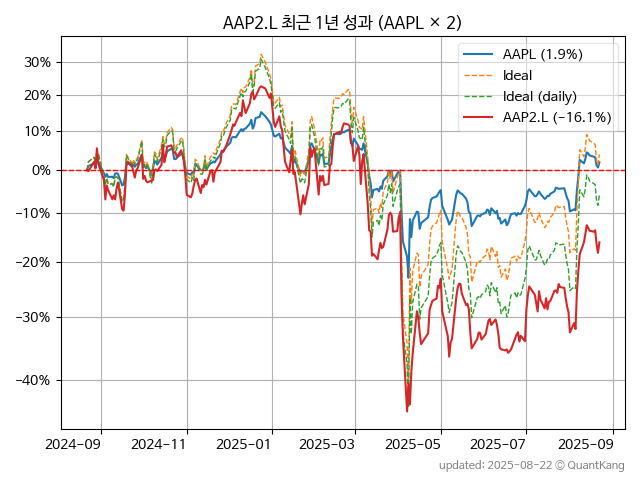 AAP2.L 최근 1년 성과 (AAPL × 2)
30%
20%
10%
0%
−10%
−20%
−30%
−40%
AAPL (1.9%)
Ideal
Ideal (daily)
AAP2.L (−16.1%)
2024-09
2024-11
2025-01
2025-03
2025-05
2025-07
2025-09
updated: 2025-08-22 © QuantKang